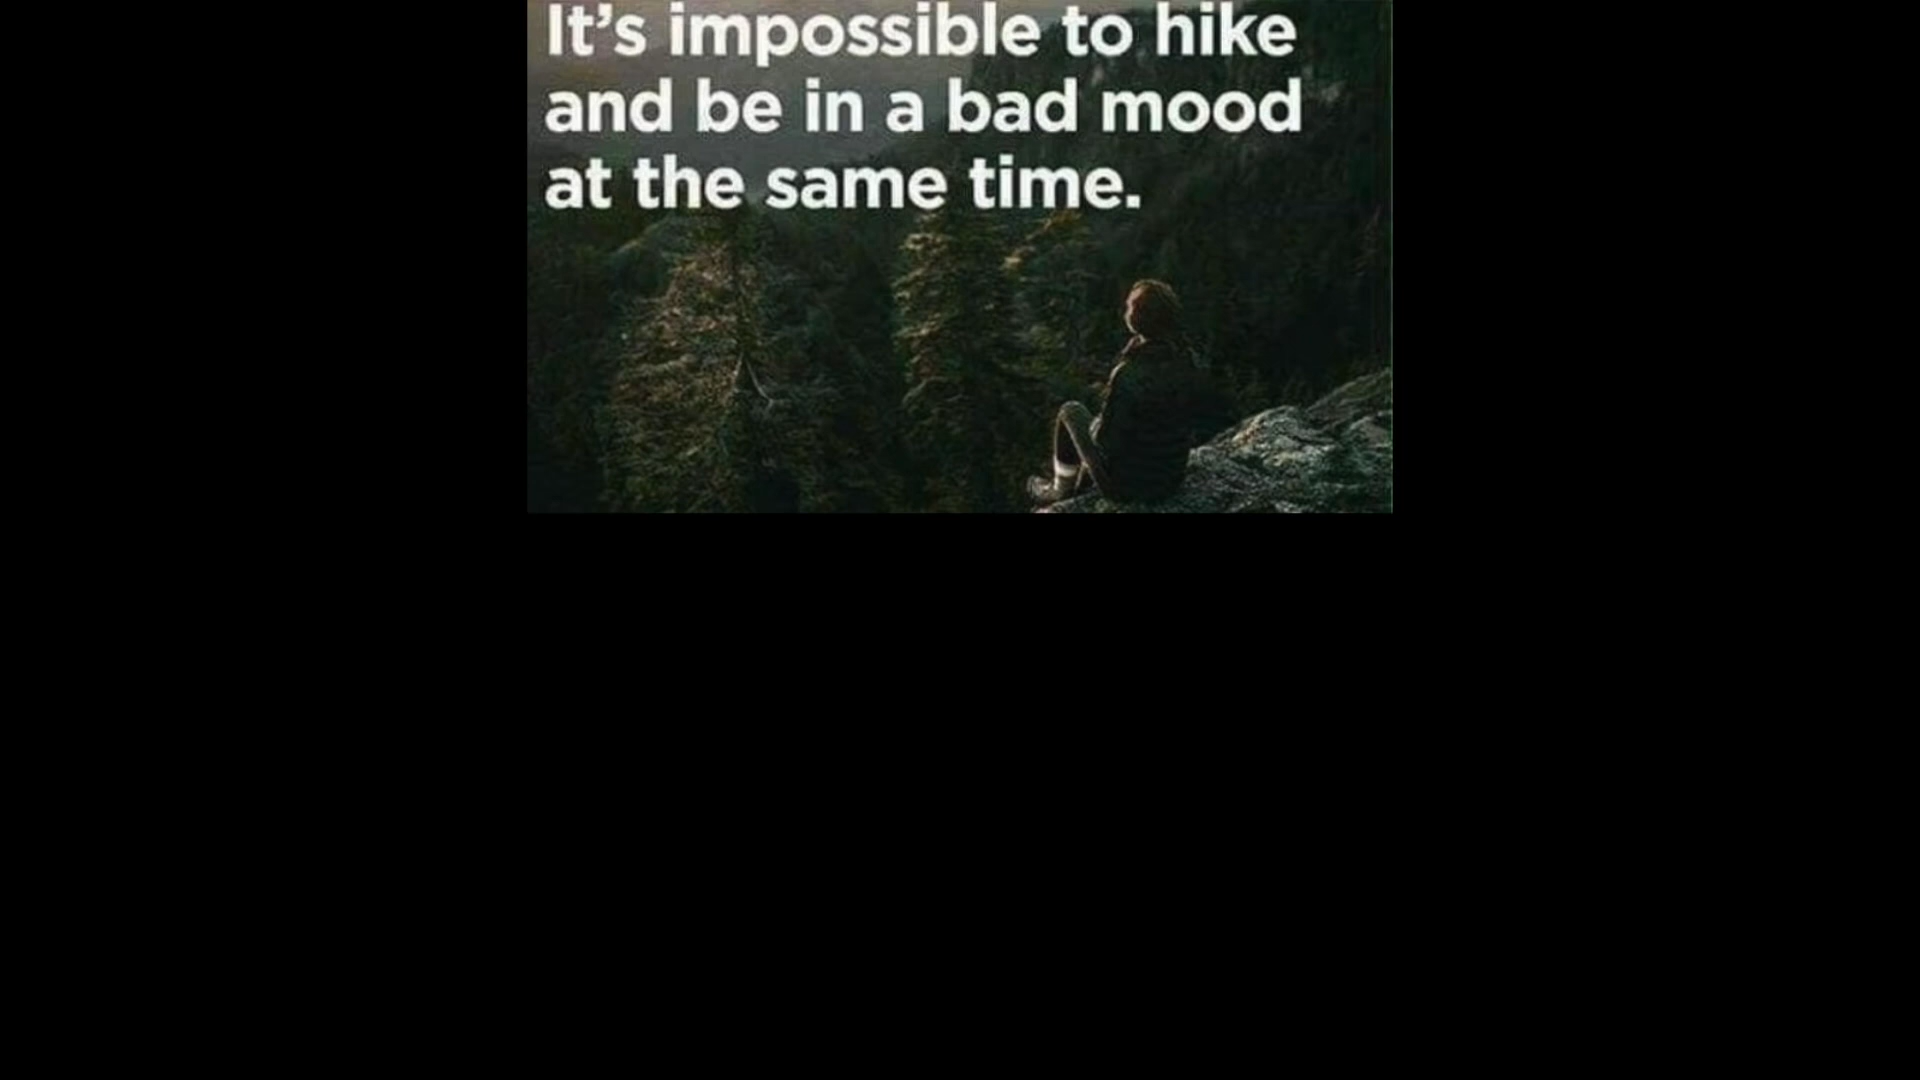 It’s impossible to hike
and be in a bad mood
at the same time.